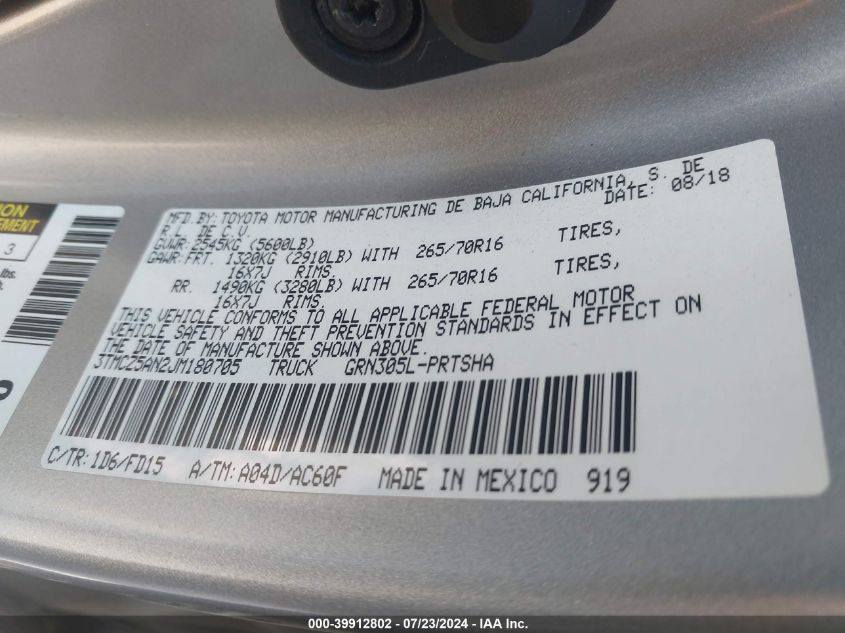 ION
EMENT
3
lbs.
MFD.BY: TOYOTA MOTOR MANUFACTURING DE BAJA CALIFORNIA, S. DE
R.L. DE C.V. DATE: 08/18
GVWR:2545KG (5600LB)
GAWR:FRT. 1320KG (2910LB) WITH 265/70R16 TIRES,
16X7J RIMS.
RR. 1490KG (3280LB) WITH 265/70R16 TIRES,
16X7J RIMS.
THIS VEHICLE CONFORMS TO ALL APPLICABLE FEDERAL MOTOR
VEHICLE SAFETY AND THEFT PREVENTION STANDARDS IN EFFECT ON
THE DATE OF MANUFACTURE SHOWN ABOVE.
3TMCZ5AN2JM180705 TRUCK GRN305L-PRTSHA
C/TR:1D6/FD15 A/TM:A04D/AC60F MADE IN MEXICO 919
000-39912802 - 07/23/2024 - IAA Inc.